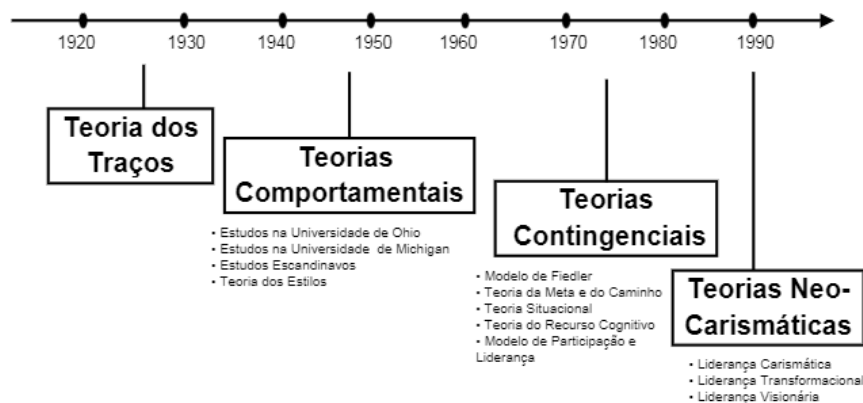 1920 1930 1940 1950 1960 1970 1980 1990
Teoria dos
Traços
Teorias
Comportamentais
• Estudos na Universidade de Ohio
• Estudos na Universidade de Michigan
• Estudos Escandinavos
• Teoria dos Estilos
Teorias
Contingenciais
• Modelo de Fiedler
• Teoria da Meta e do Caminho
• Teoria Situacional
• Teoria do Recurso Cognitivo
• Modelo de Participação e
Liderança
Teorias Neo-
Carismáticas
• Liderança Carismática
• Liderança Transformacional
• Liderança Visionária